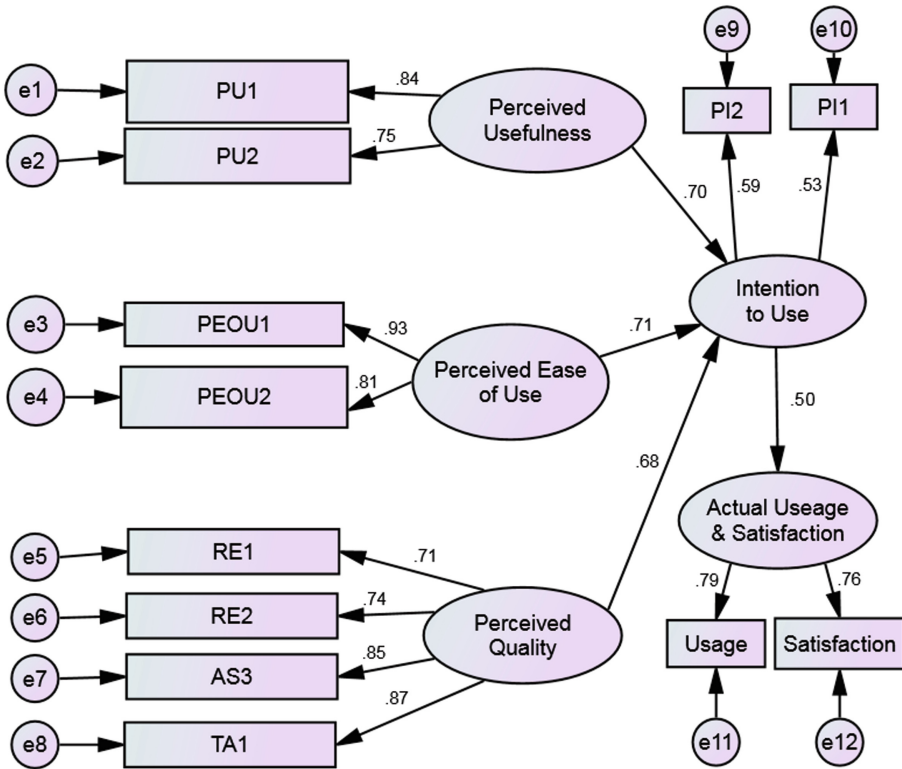 e1
PU1
.84
e2
PU2
.75
Perceived
Usefulness
.70
e9
PI2
.59
e10
PI1
.53
Intention
to Use
e3
PEOU1
.93
e4
PEOU2
.81
Perceived Ease
of Use
.71
.50
Actual Useage
& Satisfaction
.79
.76
Usage
Satisfaction
e11
e12
.68
e5
RE1
.71
e6
RE2
.74
e7
AS3
.85
e8
TA1
.87
Perceived
Quality